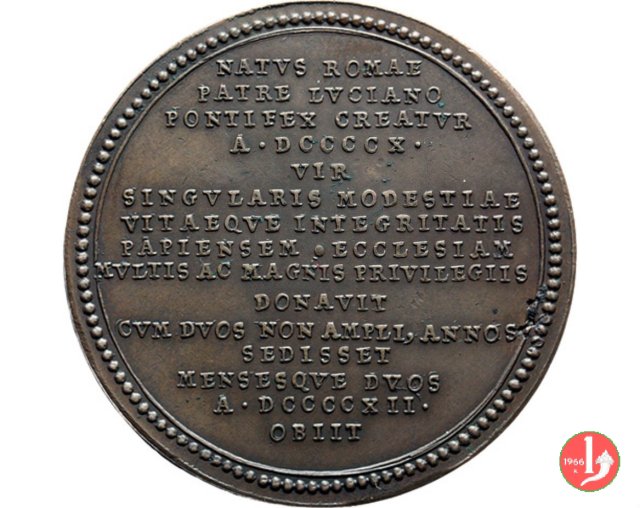 NATVS ROMAE
PATRE LVCIANO
PONTIFEX CREATVR
A · DCCCCX ·
VIR
SINGVLARIS MODESTIAE
VITAEQVE INTEGRITATIS
PAPIENSEM . ECCLESIAM
MVLTIS AC MAGNIS PRIVILEGIIS
DONAVIT
CVM DVOS NON AMPLI, ANNOS
SEDISSET
MENSESQVE DVOS
A · DCCCCXII ·
OBIIT
1966